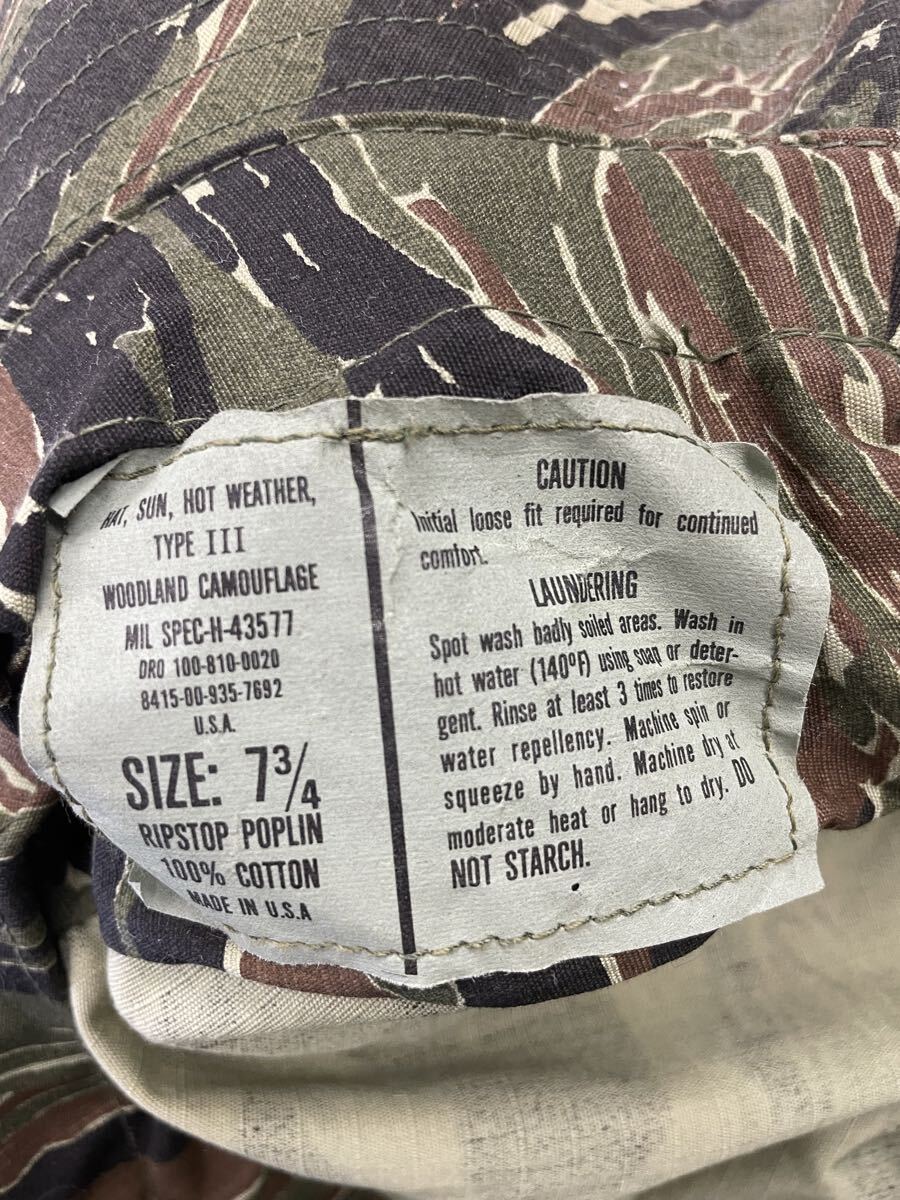 HAT, SUN, HOT WEATHER,
TYPE III
WOODLAND CAMOUFLAGE
MIL SPEC-H-43577
DRO 100-810-0020
8415-00-935-7692
U.S.A.
SIZE: 7 3/4
RIPSTOP POPLIN
100% COTTON
MADE IN U.S.A
CAUTION
Initial loose fit required for continued
comfort.
LAUNDERING
Spot wash badly soiled areas. Wash in
hot water (140ºF) using soap or deter-
gent. Rinse at least 3 times to restore
water repellency. Machine spin or
squeeze by hand. Machine dry at
moderate heat or hang to dry. DO
NOT STARCH.